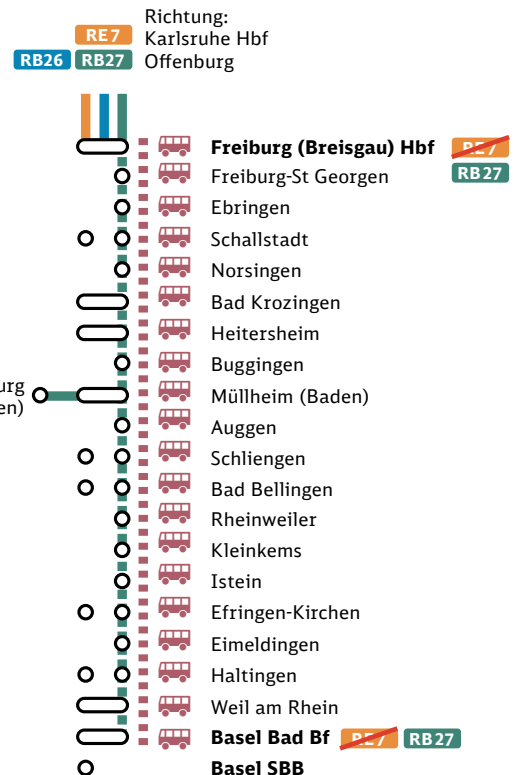 Richtung:
RE7 Karlsruhe Hbf
RB26 RB27 Offenburg
Freiburg (Breisgau) Hbf RE7
Freiburg-St Georgen RB27
Ebringen
Schallstadt
Norsingen
Bad Krozingen
Heitersheim
Buggingen
urg
en)
Müllheim (Baden)
Auggen
Schliengen
Bad Bellingen
Rheinweiler
Kleinkems
Istein
Efringen-Kirchen
Eimeldingen
Haltingen
Weil am Rhein
Basel Bad Bf RE7 RB27
Basel SBB